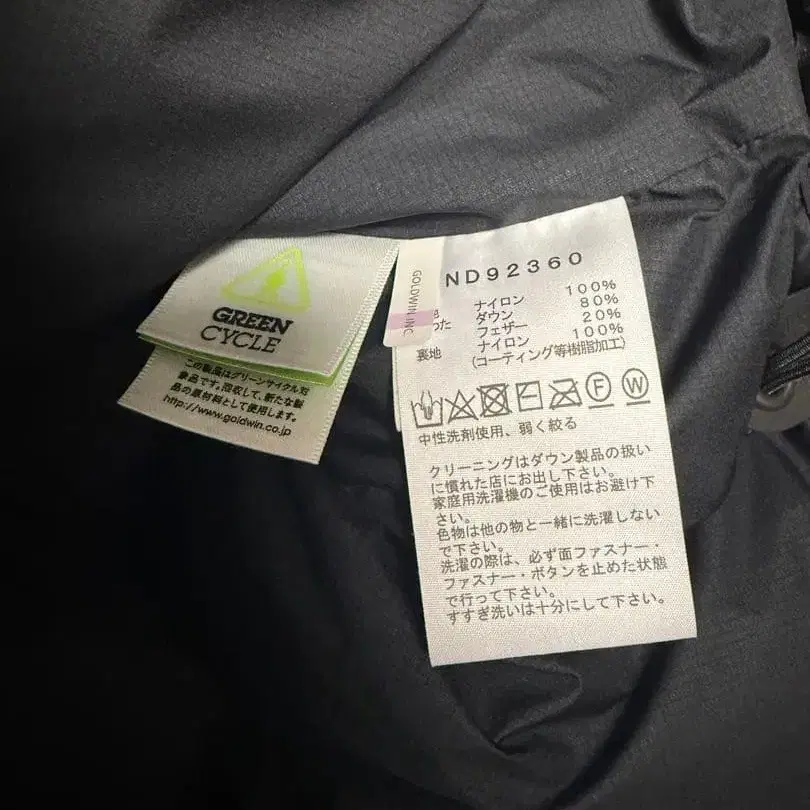 GREEN
CYCLE
この製品はグリーンサイクル対
象品です。回収して、新たな製
品の原材料として使用します。
http://www.goldwin.co.jp
GOLDWIN INC
ND92360
ナイロン 100%
ダウン 80%
フェザー 20%
裏地 ナイロン 100%
(コーティング等樹脂加工)
F W
中性洗剤使用、弱く絞る
クリーニングはダウン製品の扱い
に慣れた店にお出し下さい。
家庭用洗濯機のご使用はお避け下
さい。
色物は他の物と一緒に洗濯しない
で下さい。
洗濯の際は、必ず面ファスナー・
ファスナー・ボタンを止めた状態
で行って下さい。
すすぎ洗いは十分にして下さい。